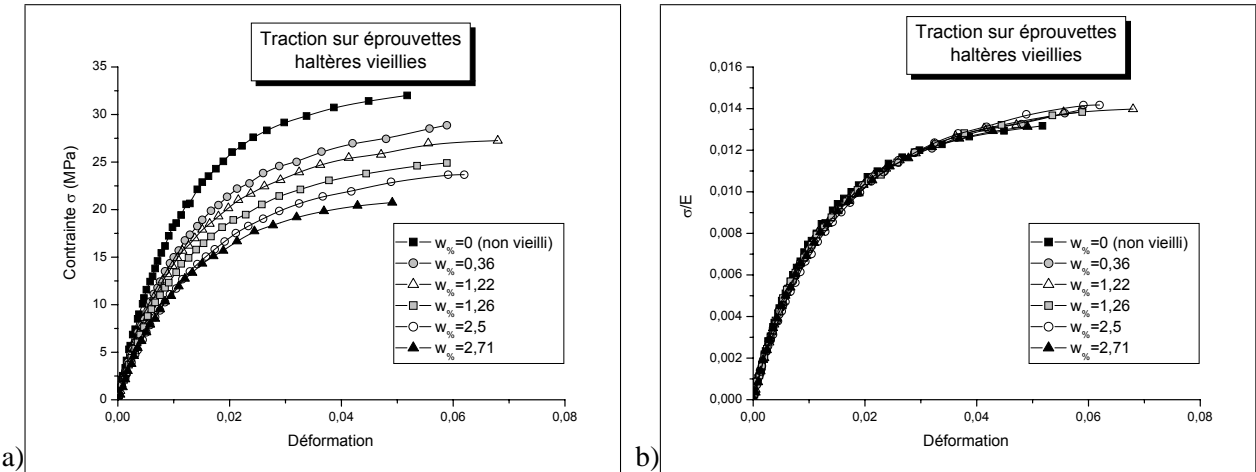 Traction sur éprouvettes
haltères vieillies
35
30
25
20
15
10
5
0
Contrainte σ (MPa)
0,00
0,02
0,04
0,06
0,08
Déformation
w%=0 (non vieilli)
w%=0,36
w%=1,22
w%=1,26
w%=2,5
w%=2,71
a)
Traction sur éprouvettes
haltères vieillies
0,016
0,014
0,012
0,010
0,008
0,006
0,004
0,002
0,000
σ/E
0,00
0,02
0,04
0,06
0,08
Déformation
w%=0 (non vieilli)
w%=0,36
w%=1,22
w%=1,26
w%=2,5
w%=2,71
b)